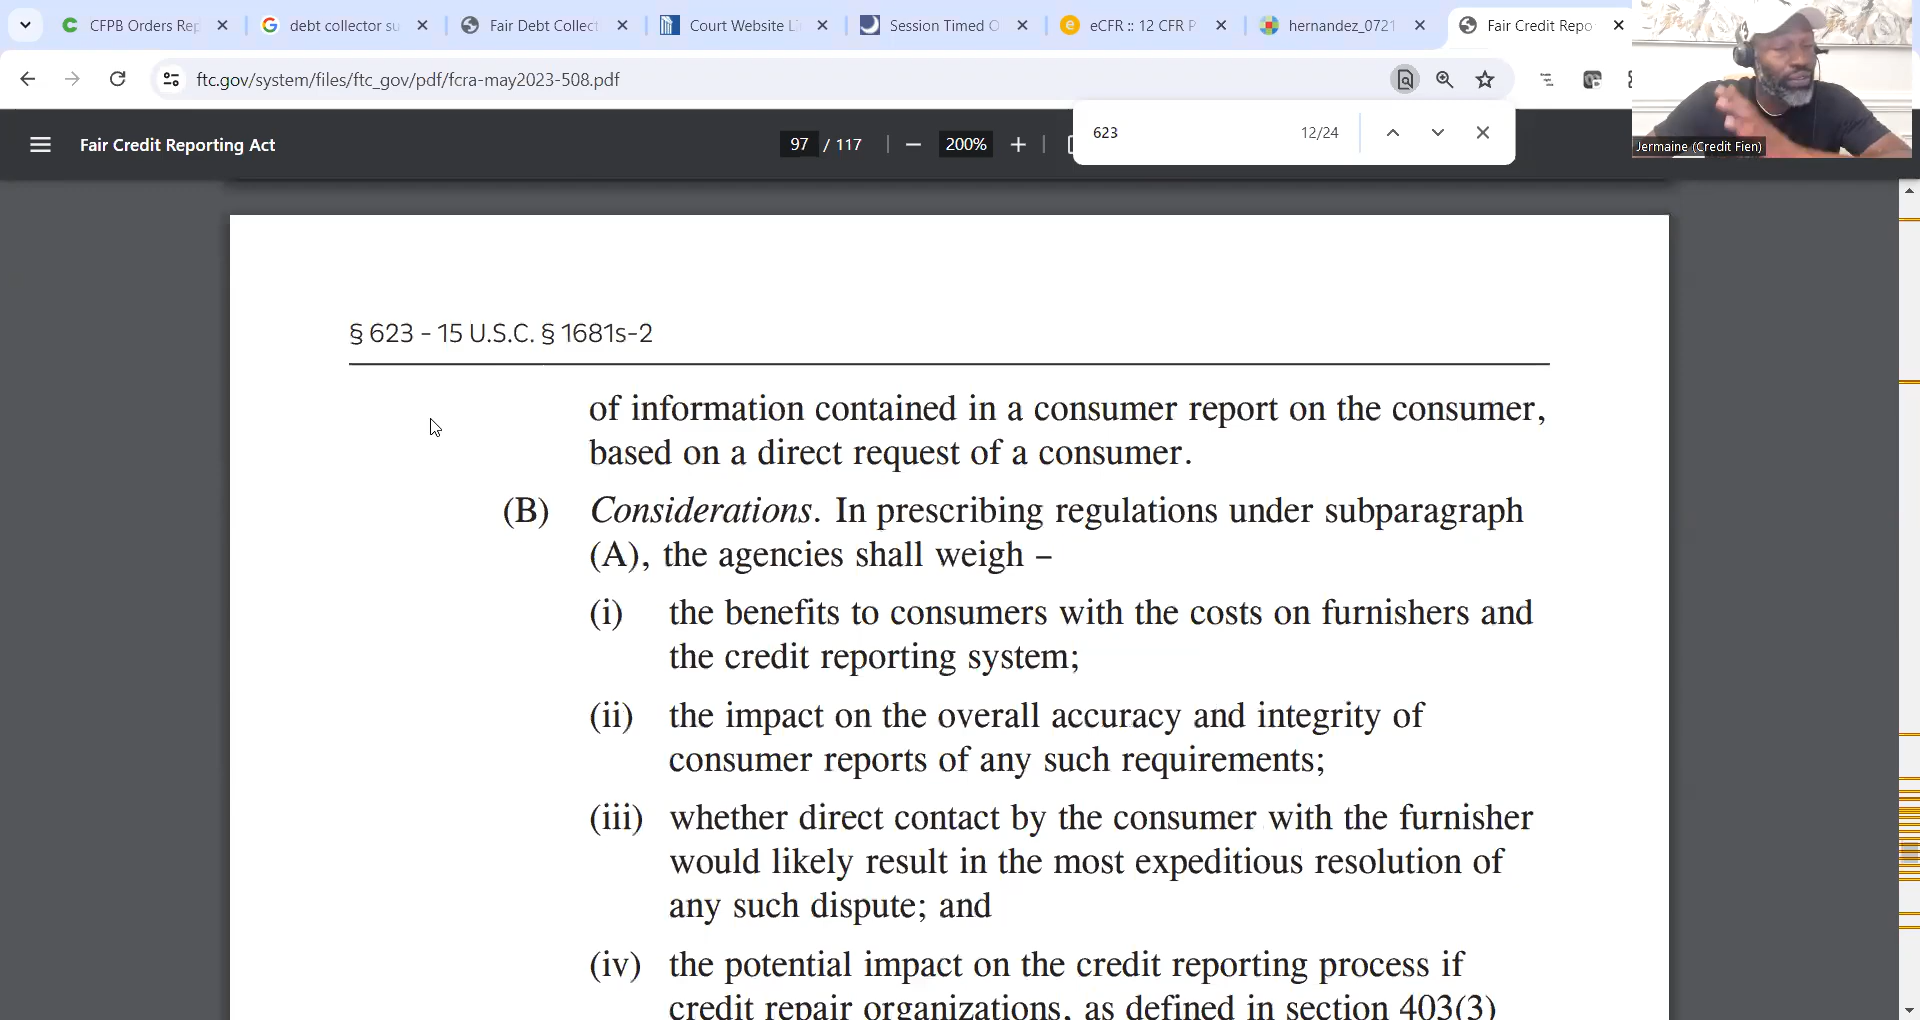 CFPB Orders Rep
debt collector su
Fair Debt Collect
Court Website Li
Session Timed O
eCFR :: 12 CFR P
hernandez_0721
Fair Credit Repo
ftc.gov/system/files/ftc_gov/pdf/fcra-may2023-508.pdf
623
12/24
Fair Credit Reporting Act
97 / 117
200%
Jermaine (Credit Fien)
§ 623 - 15 U.S.C. § 1681s-2
of information contained in a consumer report on the consumer,
based on a direct request of a consumer.
(B) Considerations. In prescribing regulations under subparagraph
(A), the agencies shall weigh –
(i) the benefits to consumers with the costs on furnishers and
the credit reporting system;
(ii) the impact on the overall accuracy and integrity of
consumer reports of any such requirements;
(iii) whether direct contact by the consumer with the furnisher
would likely result in the most expeditious resolution of
any such dispute; and
(iv) the potential impact on the credit reporting process if
credit repair organizations, as defined in section 403(3)